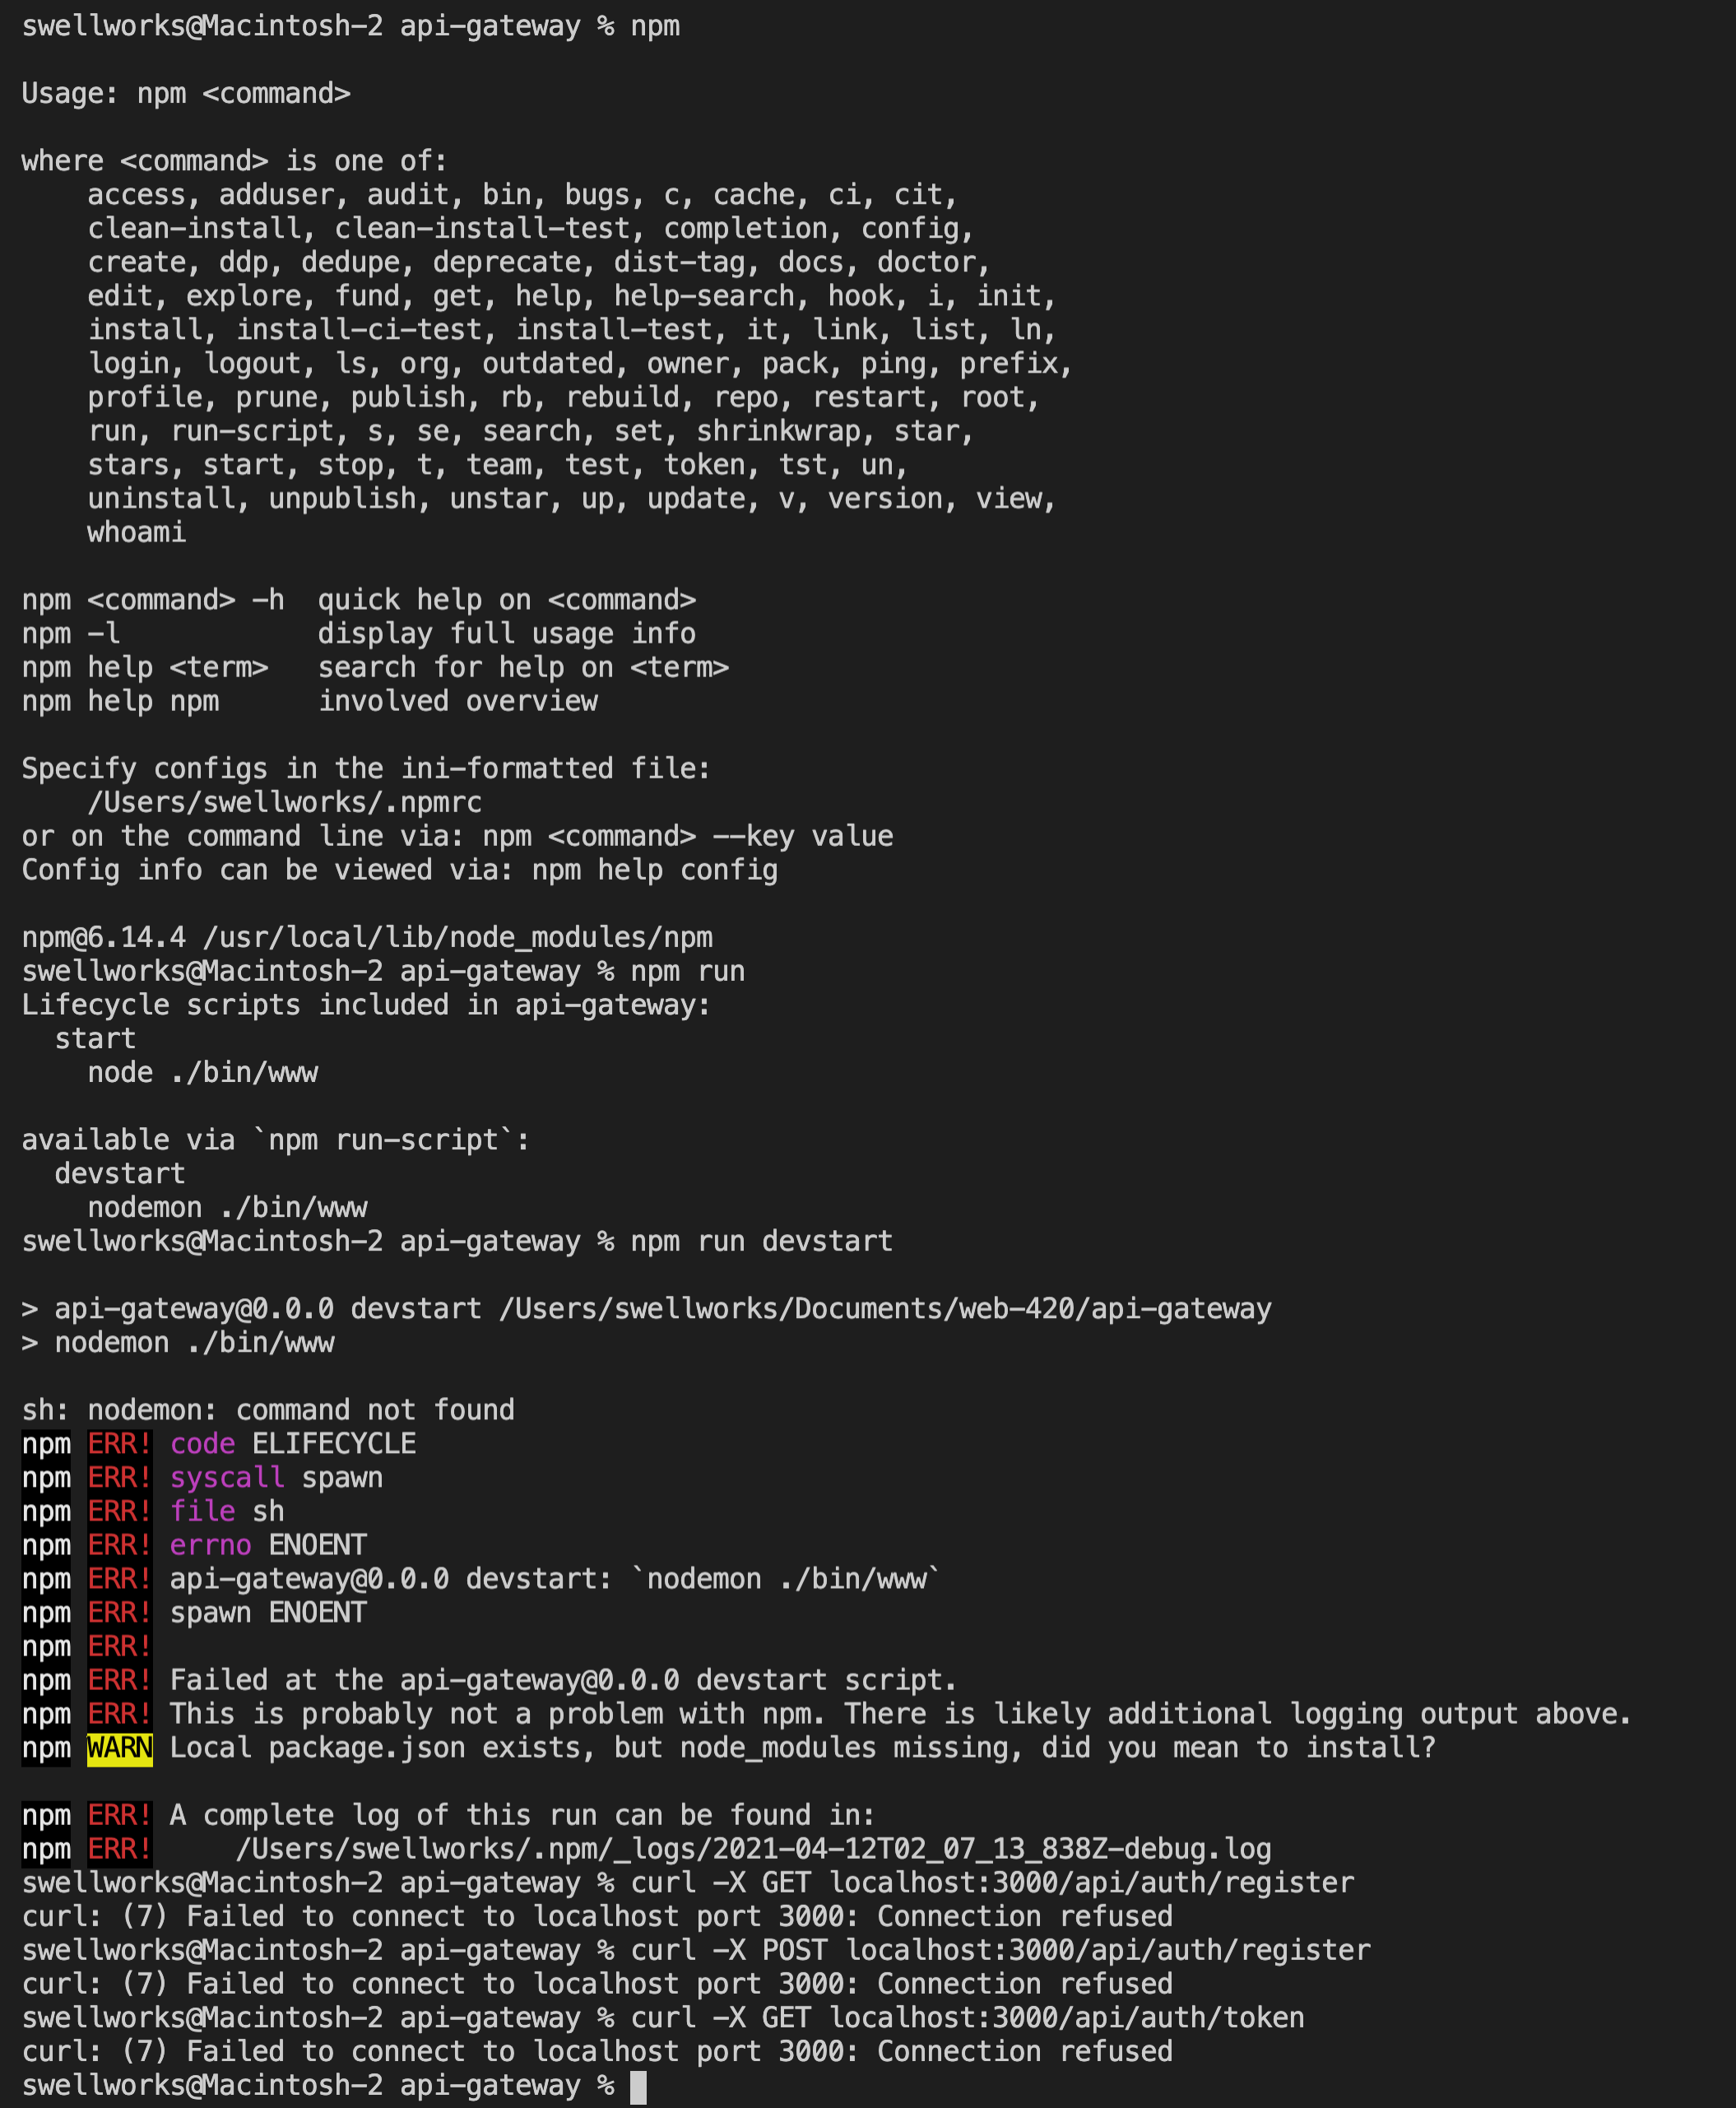 swellworks@Macintosh-2 api-gateway % npm

Usage: npm <command>

where <command> is one of:
    access, adduser, audit, bin, bugs, c, cache, ci, cit,
    clean-install, clean-install-test, completion, config,
    create, ddp, dedupe, deprecate, dist-tag, docs, doctor,
    edit, explore, fund, get, help, help-search, hook, i, init,
    install, install-ci-test, install-test, it, link, list, ln,
    login, logout, ls, org, outdated, owner, pack, ping, prefix,
    profile, prune, publish, rb, rebuild, repo, restart, root,
    run, run-script, s, se, search, set, shrinkwrap, star,
    stars, start, stop, t, team, test, token, tst, un,
    uninstall, unpublish, unstar, up, update, v, version, view,
    whoami

npm <command> -h  quick help on <command>
npm -l            display full usage info
npm help <term>   search for help on <term>
npm help npm      involved overview

Specify configs in the ini-formatted file:
    /Users/swellworks/.npmrc
or on the command line via: npm <command> --key value
Config info can be viewed via: npm help config

npm@6.14.4 /usr/local/lib/node_modules/npm
swellworks@Macintosh-2 api-gateway % npm run
Lifecycle scripts included in api-gateway:
  start
    node ./bin/www

available via `npm run-script`:
  devstart
    nodemon ./bin/www
swellworks@Macintosh-2 api-gateway % npm run devstart

> api-gateway@0.0.0 devstart /Users/swellworks/Documents/web-420/api-gateway
> nodemon ./bin/www

sh: nodemon: command not found
npm ERR! code ELIFECYCLE
npm ERR! syscall spawn
npm ERR! file sh
npm ERR! errno ENOENT
npm ERR! api-gateway@0.0.0 devstart: `nodemon ./bin/www`
npm ERR! spawn ENOENT
npm ERR!
npm ERR! Failed at the api-gateway@0.0.0 devstart script.
npm ERR! This is probably not a problem with npm. There is likely additional logging output above.
npm WARN Local package.json exists, but node_modules missing, did you mean to install?

npm ERR! A complete log of this run can be found in:
npm ERR!     /Users/swellworks/.npm/_logs/2021-04-12T02_07_13_838Z-debug.log
swellworks@Macintosh-2 api-gateway % curl -X GET localhost:3000/api/auth/register
curl: (7) Failed to connect to localhost port 3000: Connection refused
swellworks@Macintosh-2 api-gateway % curl -X POST localhost:3000/api/auth/register
curl: (7) Failed to connect to localhost port 3000: Connection refused
swellworks@Macintosh-2 api-gateway % curl -X GET localhost:3000/api/auth/token
curl: (7) Failed to connect to localhost port 3000: Connection refused
swellworks@Macintosh-2 api-gateway %